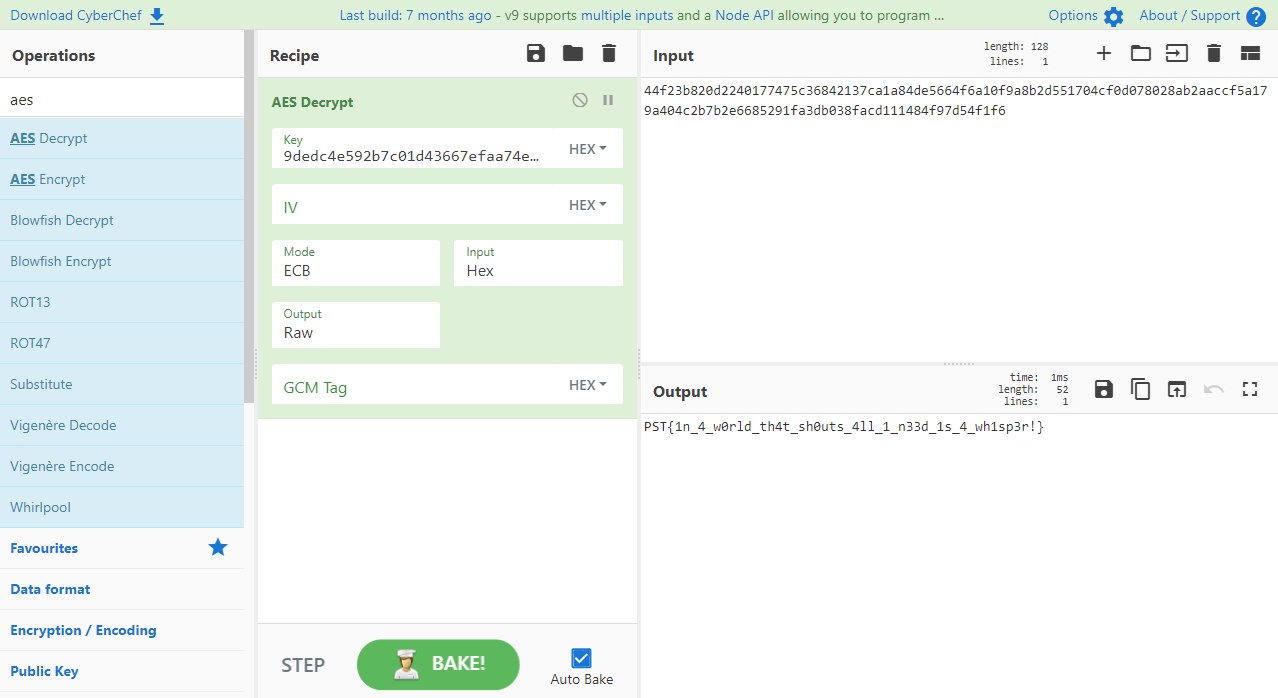 Download CyberChef
Last build: 7 months ago - v9 supports multiple inputs and a Node API allowing you to program ...
Options
About / Support
Operations
aes
AES Decrypt
AES Encrypt
Blowfish Decrypt
Blowfish Encrypt
ROT13
ROT47
Substitute
Vigenère Decode
Vigenère Encode
Whirlpool
Favourites
Data format
Encryption / Encoding
Public Key
Recipe
AES Decrypt
Key
9dedc4e592b7c01d43667efaa74e...
HEX
IV
HEX
Mode
ECB
Input
Hex
Output
Raw
GCM Tag
HEX
STEP
BAKE!
Auto Bake
Input
length: 128
lines: 1
44f23b820d2240177475c36842137ca1a84de5664f6a10f9a8b2d551704cf0d078028ab2aaccf5a17
9a404c2b7b2e6685291fa3db038facd111484f97d54f1f6
Output
time: 1ms
length: 52
lines: 1
PST{1n_4_w0rld_th4t_sh0uts_4ll_1_n33d_1s_4_wh1sp3r!}